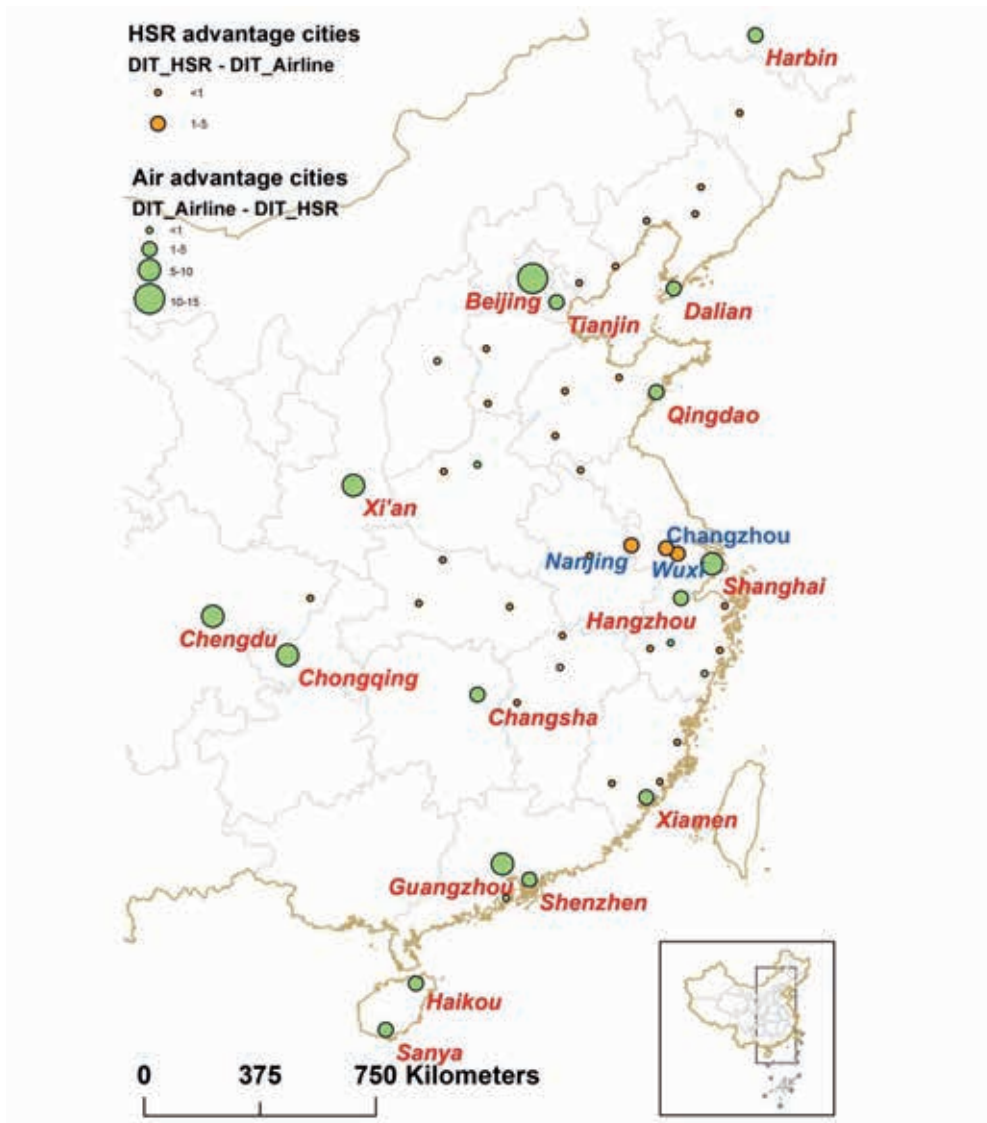 HSR advantage cities
DIT_HSR - DIT_Airline
<1
1-5
Air advantage cities
DIT_Airline - DIT_HSR
<1
1-5
5-10
10-15
Harbin
Beijing
Tianjin
Dalian
Qingdao
Xi'an
Changzhou
Nanjing
Wuxi
Shanghai
Hangzhou
Chengdu
Chongqing
Changsha
Xiamen
Guangzhou
Shenzhen
Haikou
Sanya
0 375 750 Kilometers